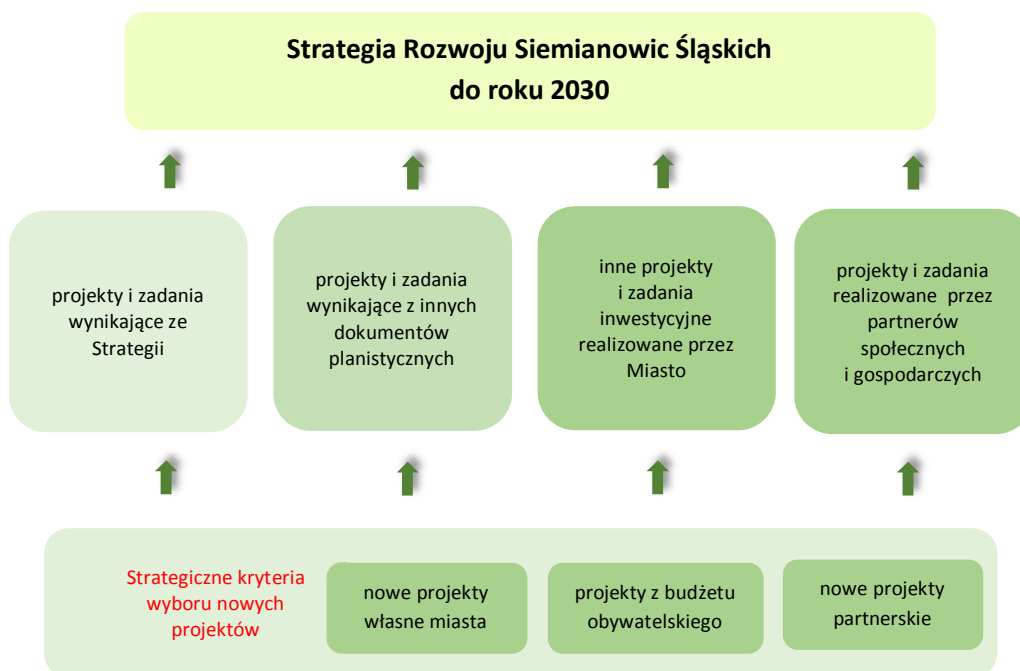 Strategia Rozwoju Siemianowic Śląskich
do roku 2030
projekty i zadania
wynikające ze
Strategii
projekty i zadania
wynikające z innych
dokumentów
planistycznych
inne projekty
i zadania
inwestycyjne
realizowane przez
Miasto
projekty i zadania
realizowane przez
partnerów
społecznych
i gospodarczych
Strategiczne kryteria
wyboru nowych
projektów
nowe projekty
własne miasta
projekty z budżetu
obywatelskiego
nowe projekty
partnerskie